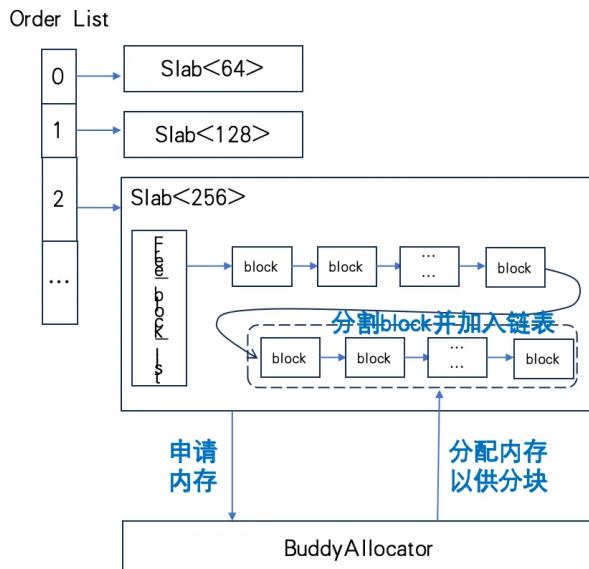 Order List
0
Slab<64>
1
Slab<128>
2
Slab<256>
...
Free_block_list
block
block
... ...
block
分割block并加入链表
block
block
... ...
block
申请
内存
分配内存
以供分块
BuddyAllocator